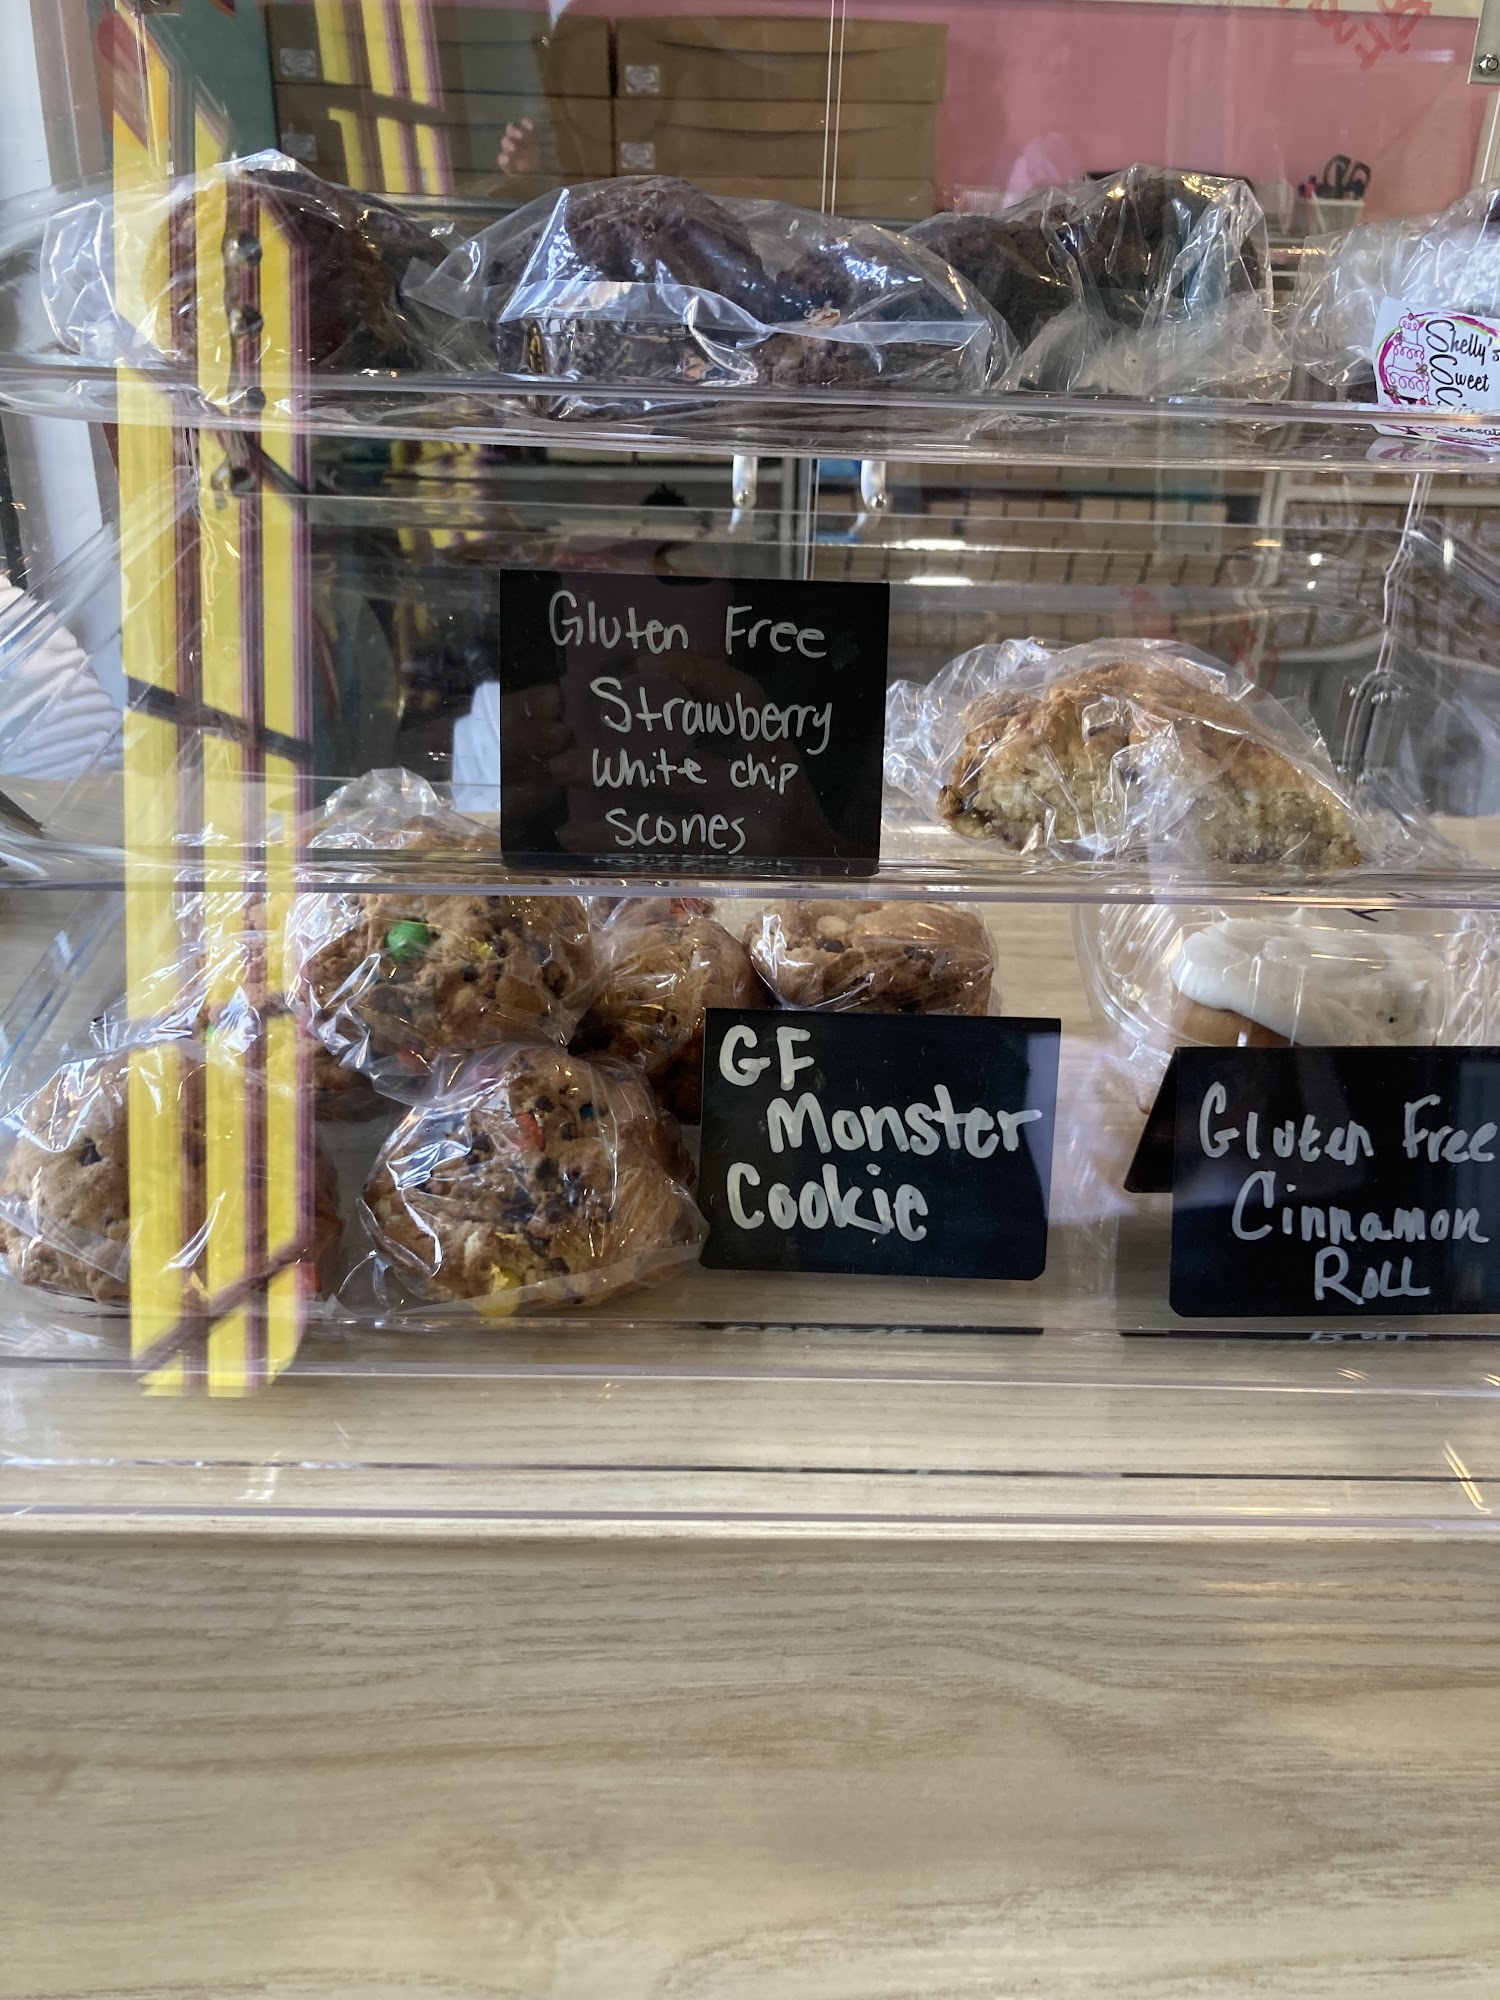 Shelly's
Sweet
Gluten Free
Strawberry
White chip
Scones
GF
Monster
Cookie
Gluten Free
Cinnamon
Roll